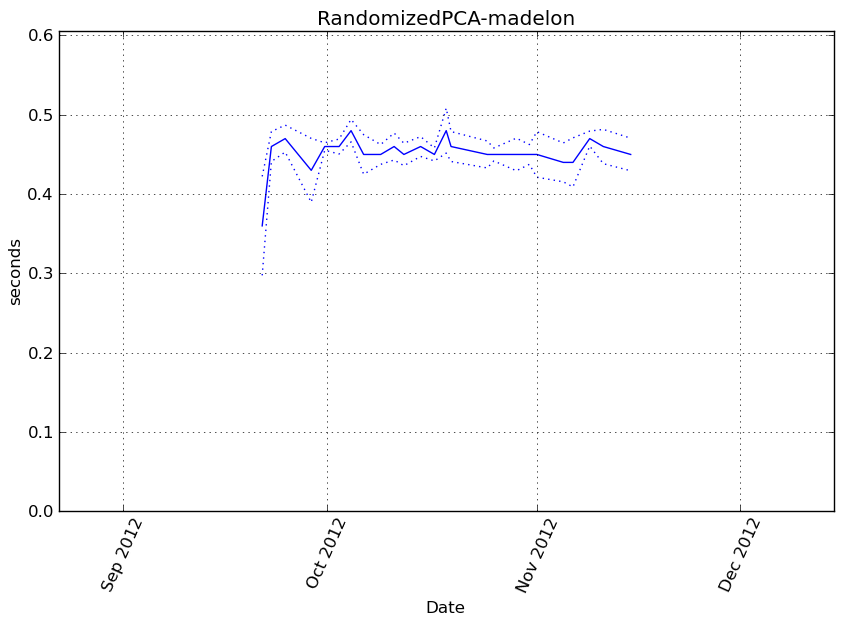 RandomizedPCA-madelon
0.6
0.5
0.4
0.3
0.2
0.1
0.0
seconds
Sep 2012
Oct 2012
Nov 2012
Dec 2012
Date